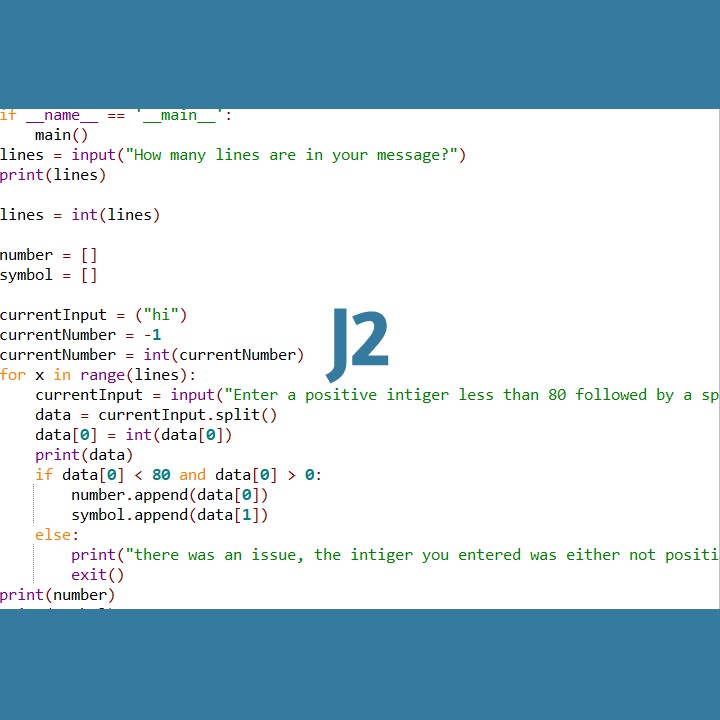 if __name__ == '__main__':
    main()
lines = input("How many lines are in your message?")
print(lines)
lines = int(lines)
number = []
symbol = []
currentInput = ("hi")
currentNumber = -1
currentNumber = int(currentNumber)
for x in range(lines):
    currentInput = input("Enter a positive intiger less than 80 followed by a sp
    data = currentInput.split()
    data[0] = int(data[0])
    print(data)
    if data[0] < 80 and data[0] > 0:
        number.append(data[0])
        symbol.append(data[1])
    else:
        print("there was an issue, the intiger you entered was either not positi
        exit()
print(number)
J2